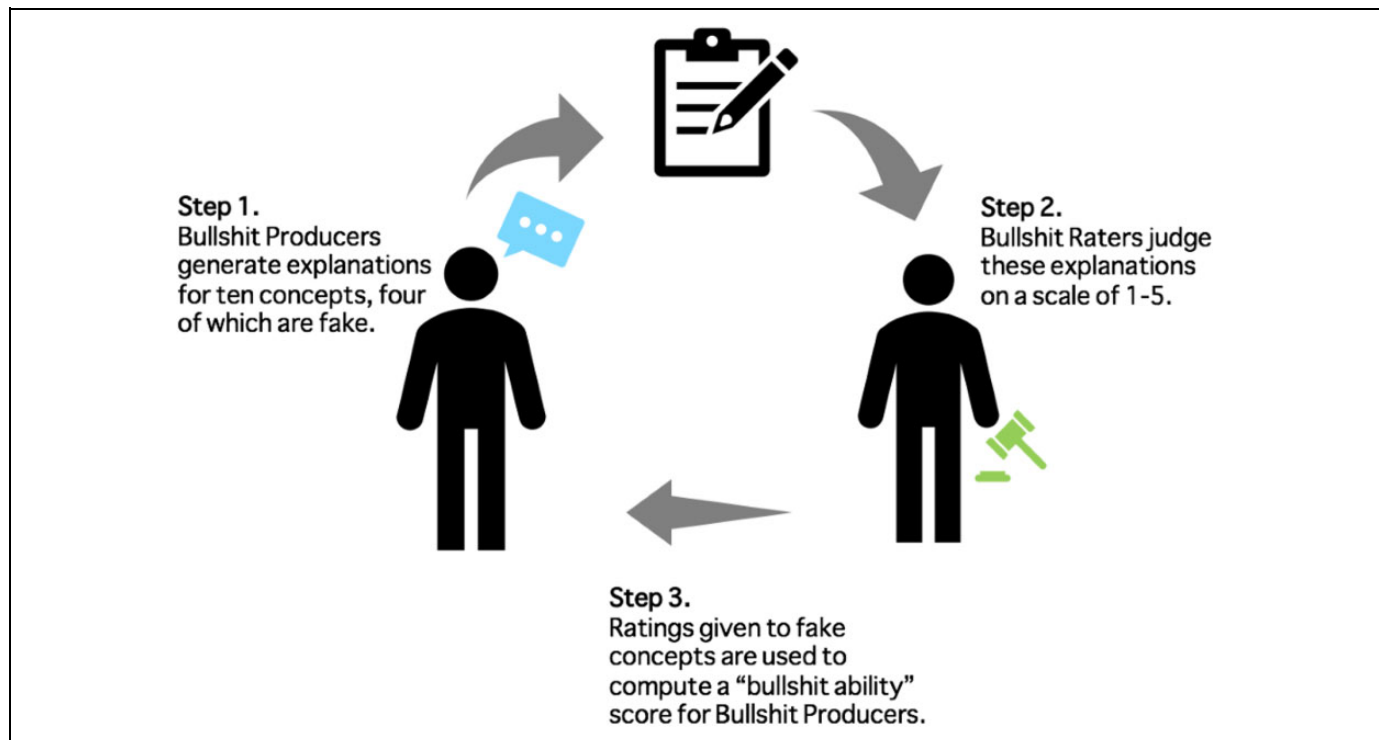 Step 1.
Bullshit Producers
generate explanations
for ten concepts, four
of which are fake.
Step 2.
Bullshit Raters judge
these explanations
on a scale of 1-5.
Step 3.
Ratings given to fake
concepts are used to
compute a “bullshit ability”
score for Bullshit Producers.